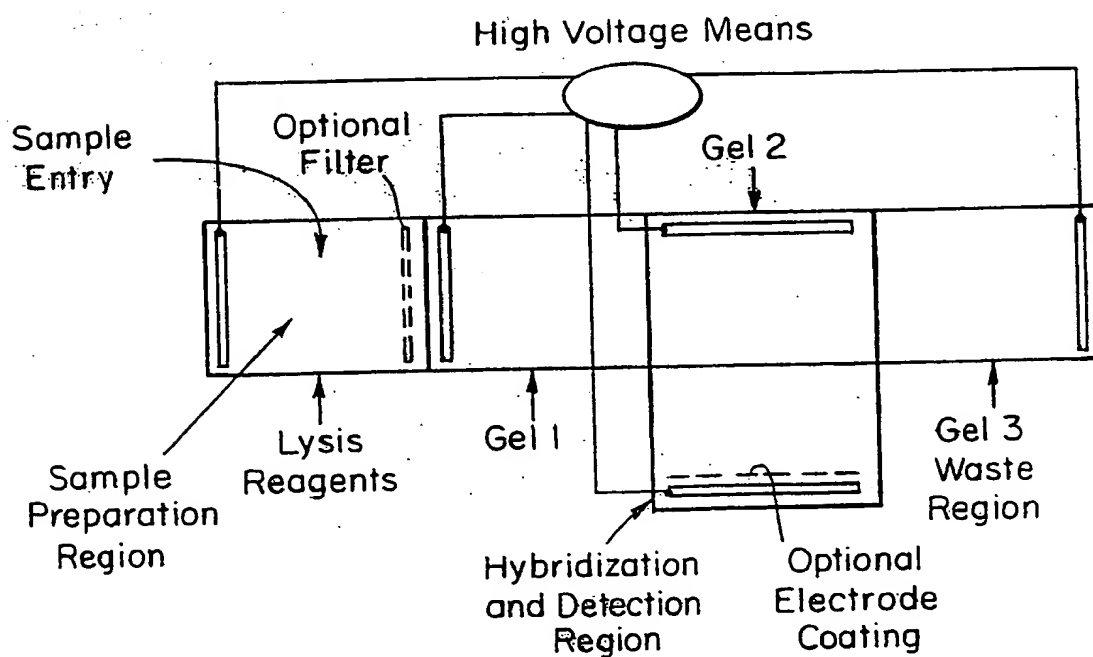 High Voltage Means
Sample
Entry
Optional
Filter
Gel 2
Sample
Preparation
Region
Lysis
Reagents
Gel 1
Hybridization
and Detection
Region
Optional
Electrode
Coating
Gel 3
Waste
Region